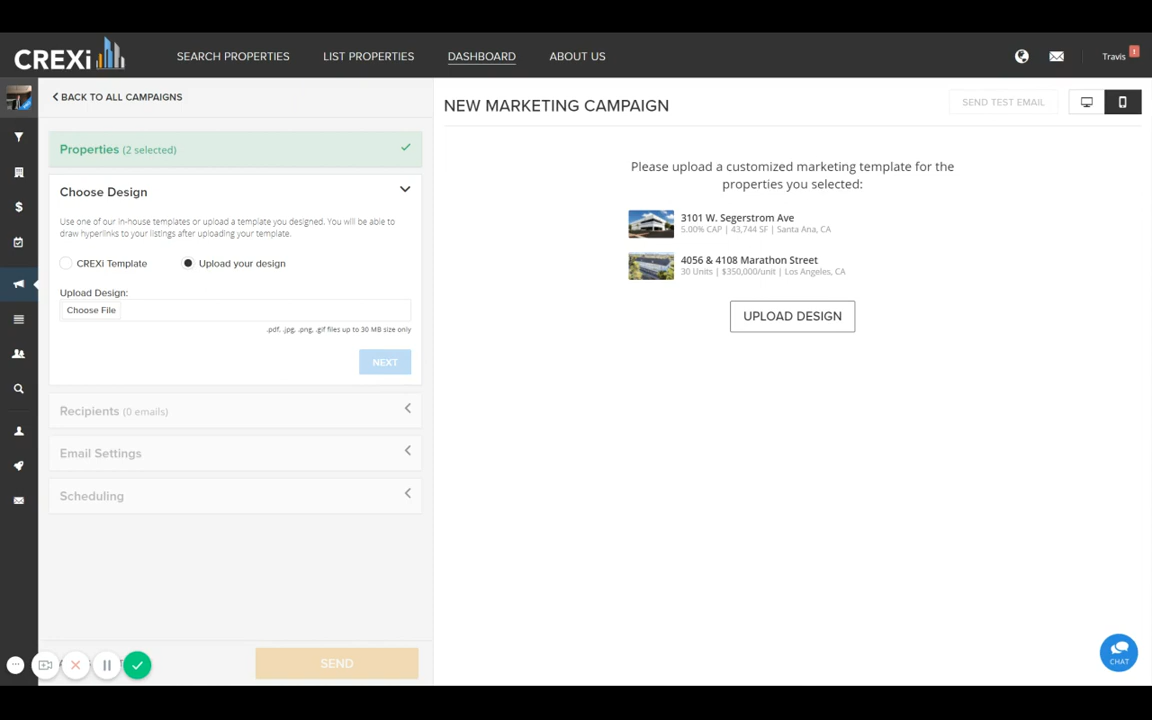 CREXi
SEARCH PROPERTIES
LIST PROPERTIES
DASHBOARD
ABOUT US
Travis
1
BACK TO ALL CAMPAIGNS
Properties (2 selected)
Choose Design
Use one of our in-house templates or upload a template you designed. You will be able to
draw hyperlinks to your listings after uploading your template.
CREXi Template
Upload your design
Upload Design:
Choose File
.pdf, .jpg, .png, .gif files up to 30 MB size only
NEXT
Recipients (0 emails)
Email Settings
Scheduling
SEND
NEW MARKETING CAMPAIGN
SEND TEST EMAIL
Please upload a customized marketing template for the
properties you selected:
3101 W. Segerstrom Ave
5.00% CAP | 43,744 SF | Santa Ana, CA
4056 & 4108 Marathon Street
30 Units | $350,000/unit | Los Angeles, CA
UPLOAD DESIGN
CHAT